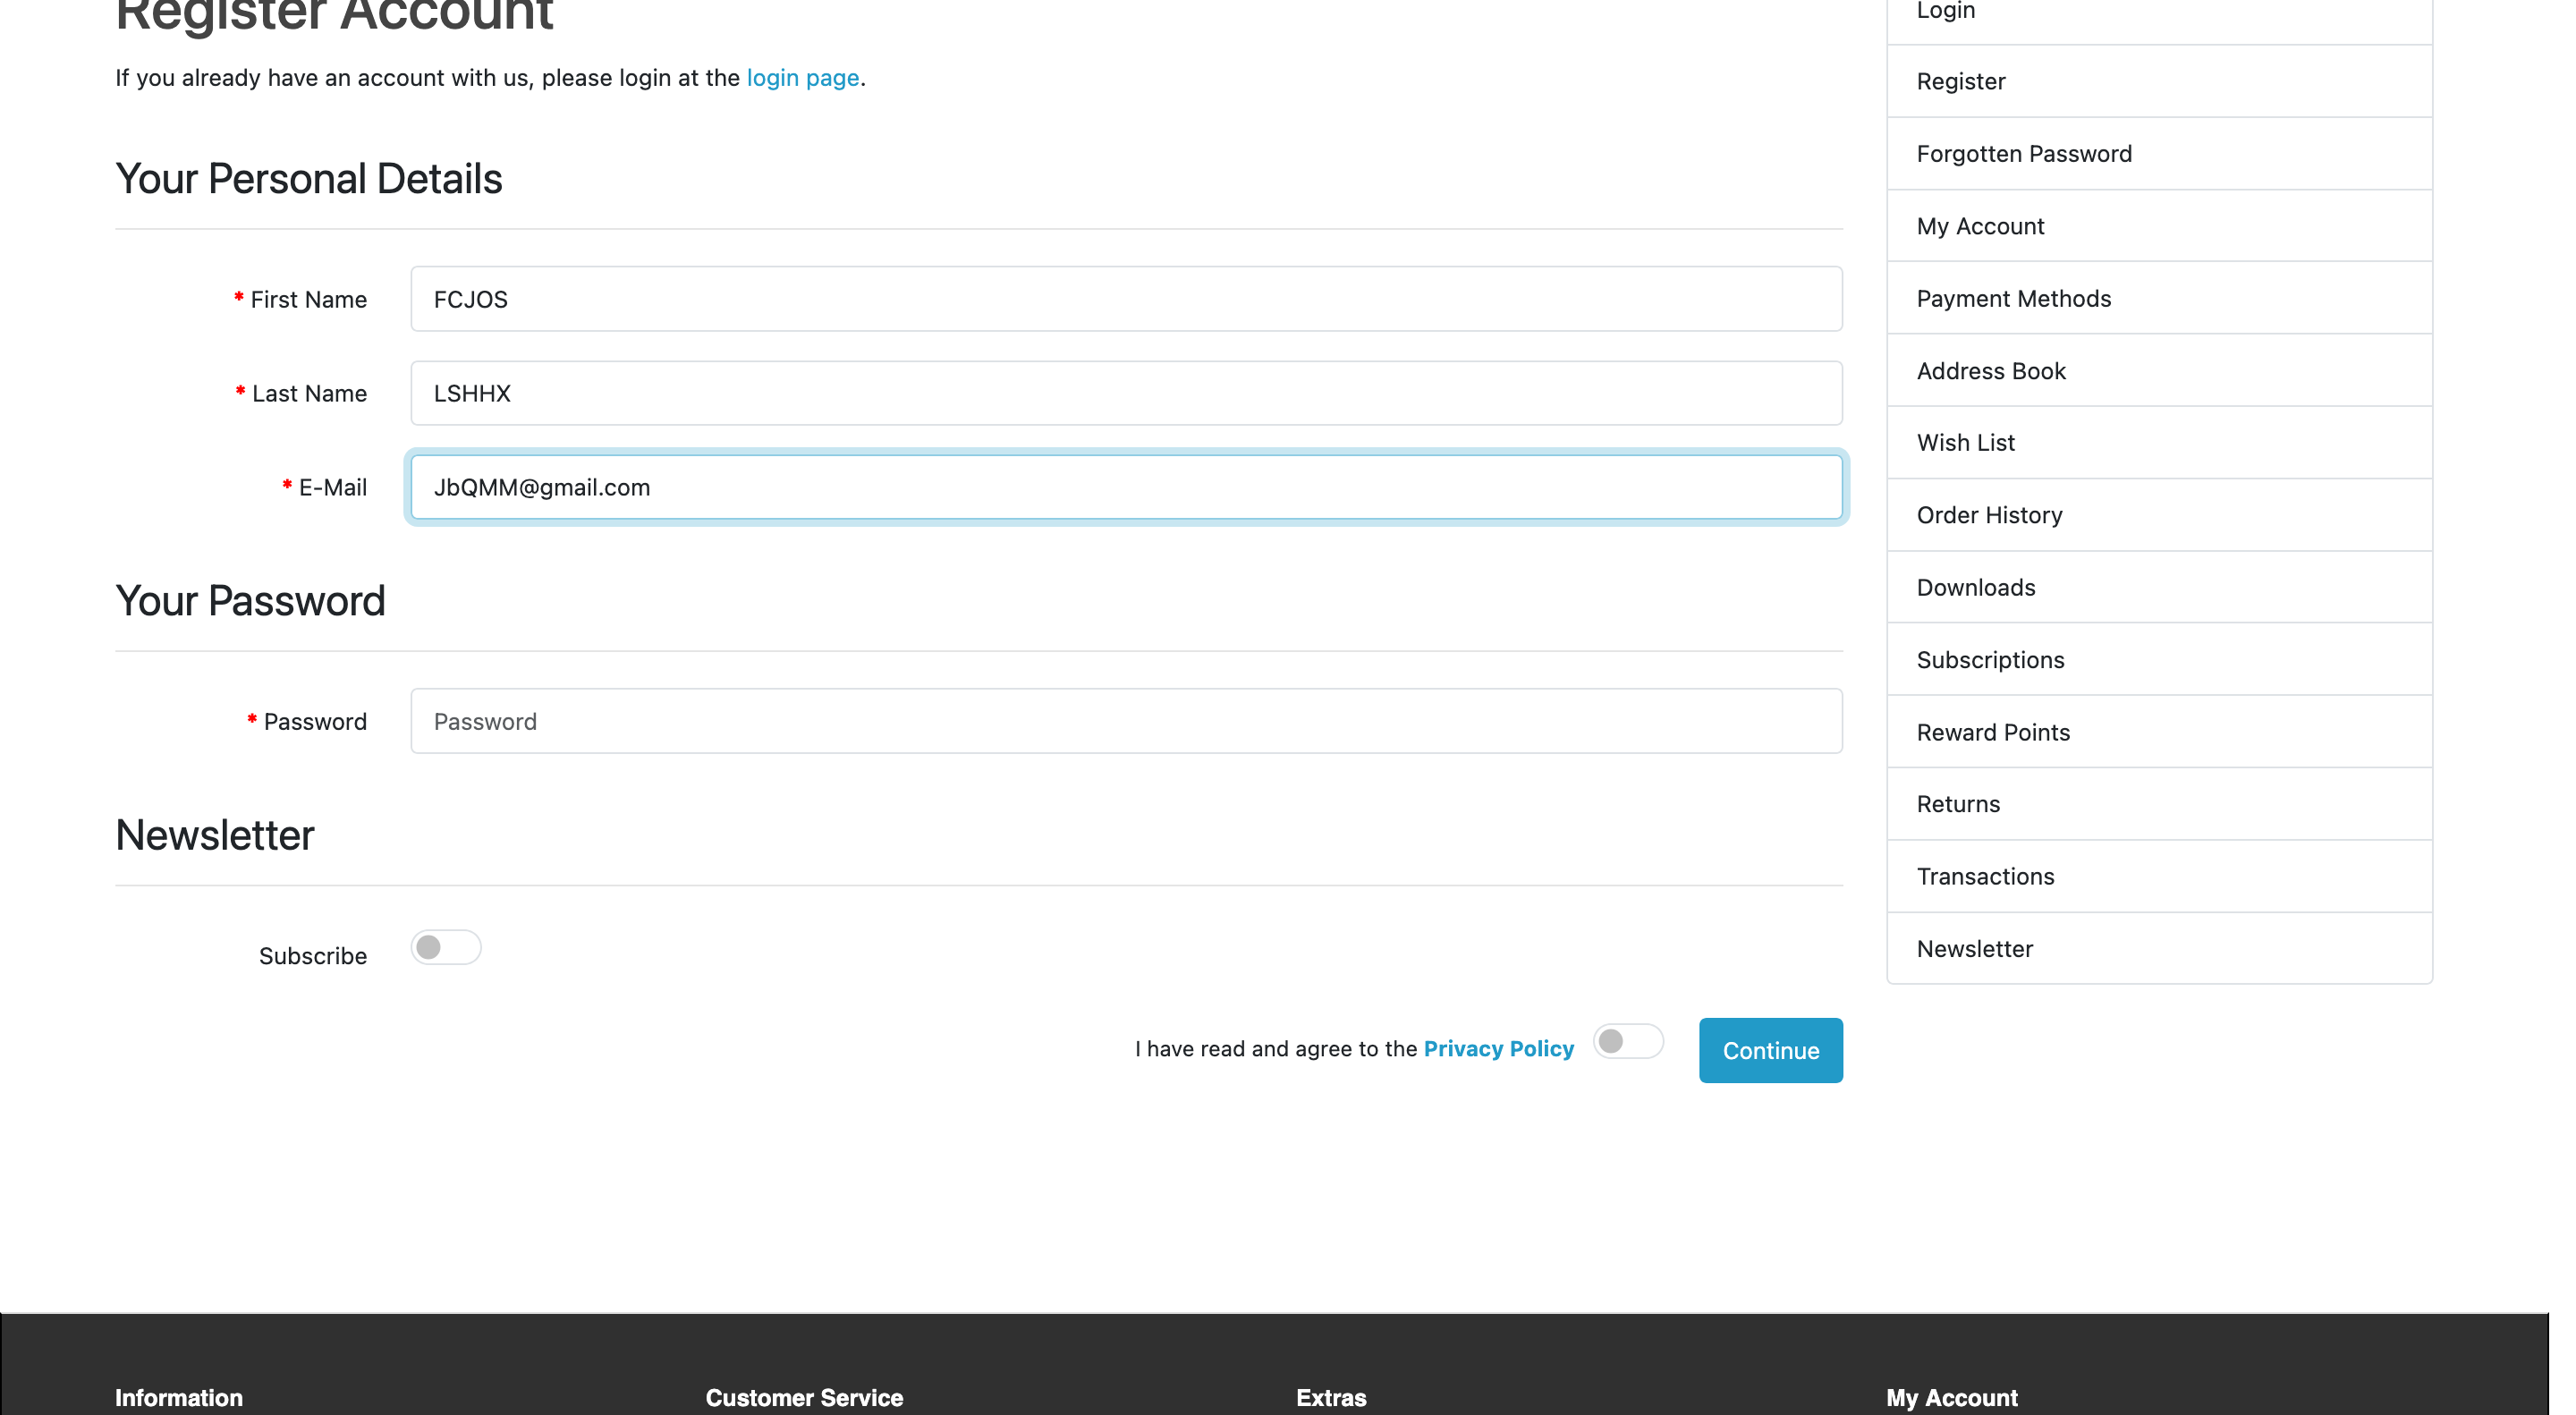 Register Account
If you already have an account with us, please login at the login page.
Your Personal Details
* First Name
FCJOS
* Last Name
LSHHX
* E-Mail
JbQMM@gmail.com
Your Password
* Password
Password
Newsletter
Subscribe
I have read and agree to the Privacy Policy
Continue
Login
Register
Forgotten Password
My Account
Payment Methods
Address Book
Wish List
Order History
Downloads
Subscriptions
Reward Points
Returns
Transactions
Newsletter
Information
Customer Service
Extras
My Account